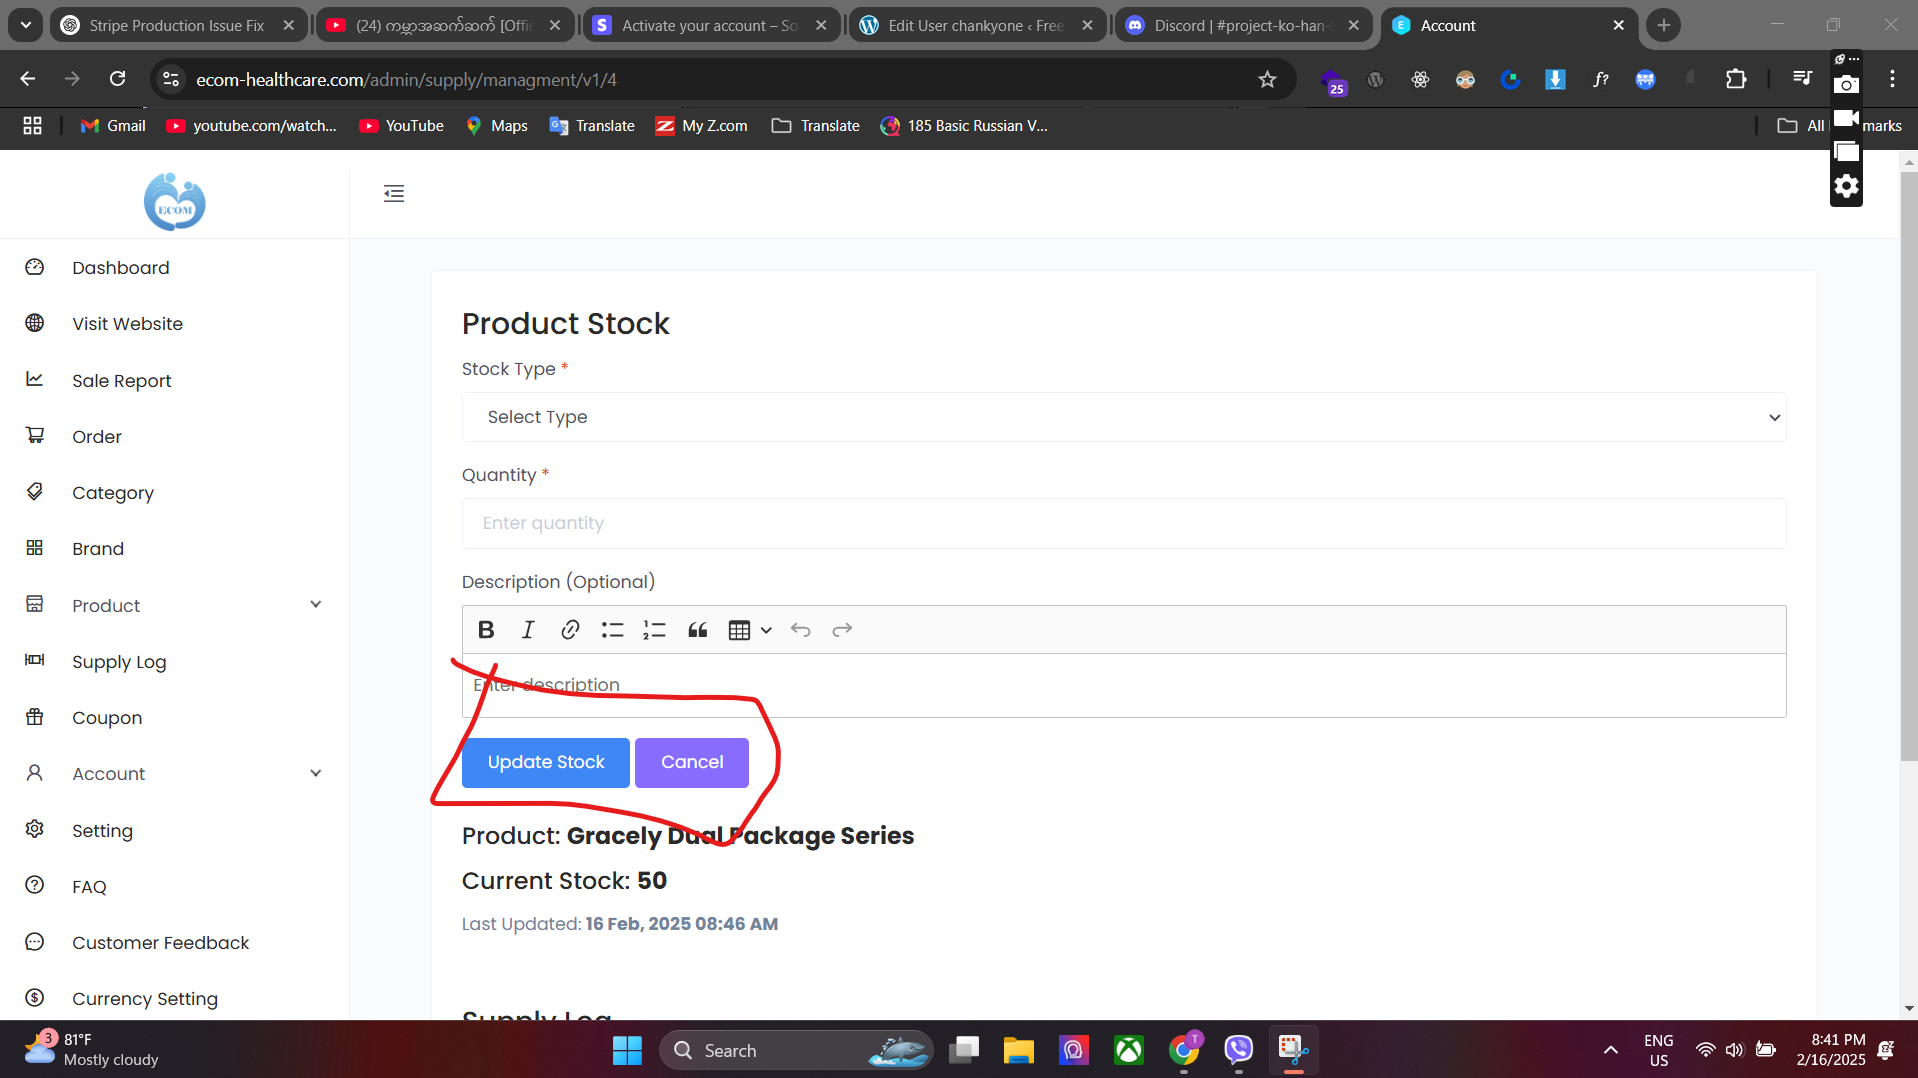 Stripe Production Issue Fix
(24) ကမ္ဘာအဆက်ဆက် [Offic
Activate your account – So
Edit User chankyone ‹ Free
Discord | #project-ko-han-
Account
ecom-healthcare.com/admin/supply/managment/v1/4
25
f?
Gmail
youtube.com/watch...
YouTube
Maps
Translate
My Z.com
Translate
185 Basic Russian V...
All
marks
ECOM
Dashboard
Visit Website
Sale Report
Order
Category
Brand
Product
Supply Log
Coupon
Account
Setting
FAQ
Customer Feedback
Currency Setting
Product Stock
Stock Type *
Select Type
Quantity *
Enter quantity
Description (Optional)
Enter description
Update Stock
Cancel
Product: Gracely Dual Package Series
Current Stock: 50
Last Updated: 16 Feb, 2025 08:46 AM
Supply Log
3
81°F
Mostly cloudy
Search
T
ENG
US
8:41 PM
2/16/2025